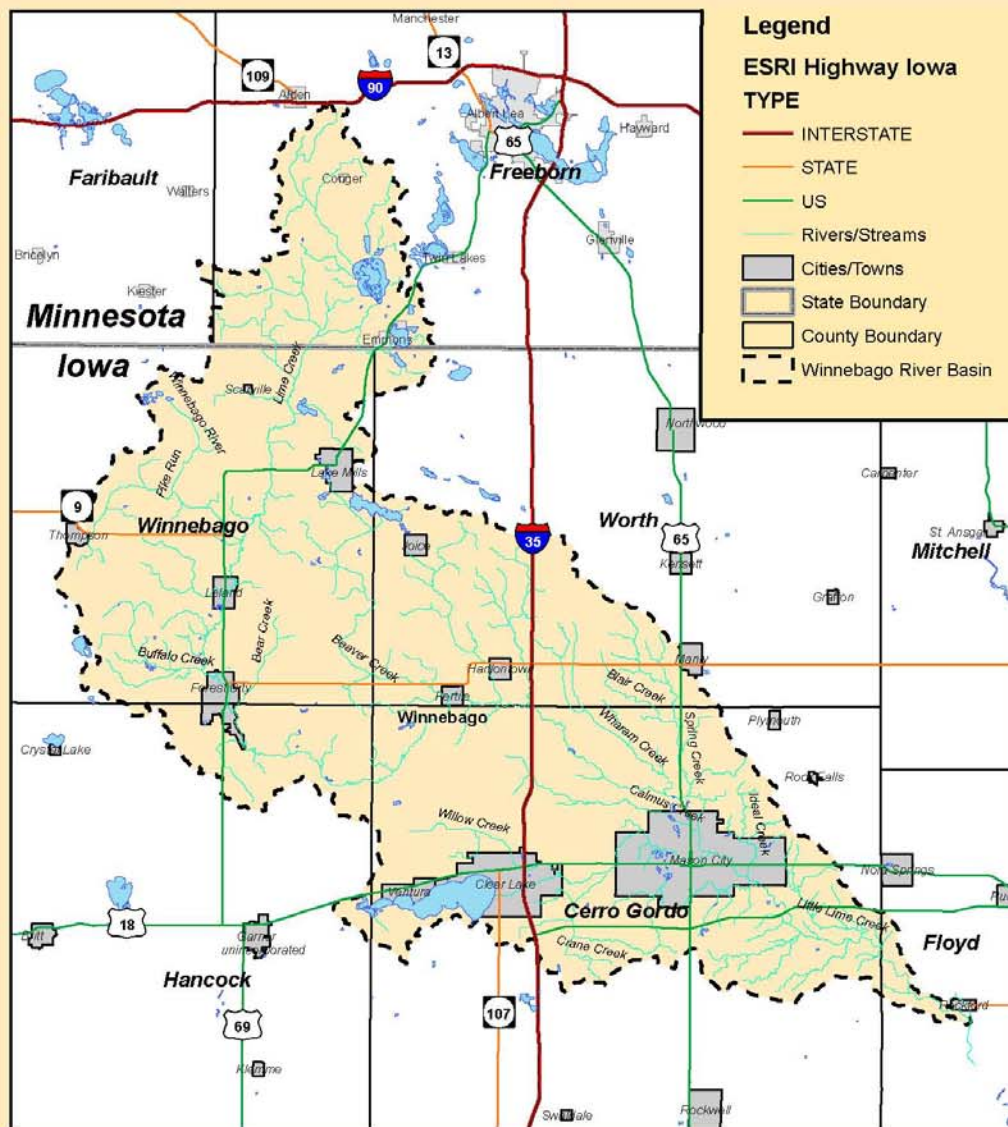 Legend
ESRI Highway Iowa
TYPE
INTERSTATE
STATE
US
Rivers/Streams
Cities/Towns
State Boundary
County Boundary
Winnebago River Basin
Manchester
13
109
90
Alden
Albert Lea
65
Hayward
Freeborn
Faribault
Conger
Walters
Bricelyn
Glenville
Twin Lakes
Kiester
Minnesota
Emmons
Iowa
Lime Creek
Scarville
Winnebago River
Northwood
Pike Run
Lake Mills
Carpenter
9
Winnebago
Thompson
35
Worth
65
St. Ansgar
Mitchell
Joice
Kensett
Leland
Grafton
Bear Creek
Buffalo Creek
Beaver Creek
Hanlontown
Manly
Forest City
Fertile
Blair Creek
Winnebago
Wharam Creek
Spring Creek
Plymouth
Crystal Lake
Rock Falls
Calmus Creek
Ideal Creek
Willow Creek
Mason City
Nora Springs
Ventura
Clear Lake
Cerro Gordo
Little Lime Creek
18
Britt
Garner
unincorporated
Crane Creek
Floyd
Hancock
Rockford
69
107
Klemme
Swaledale
Rockwell